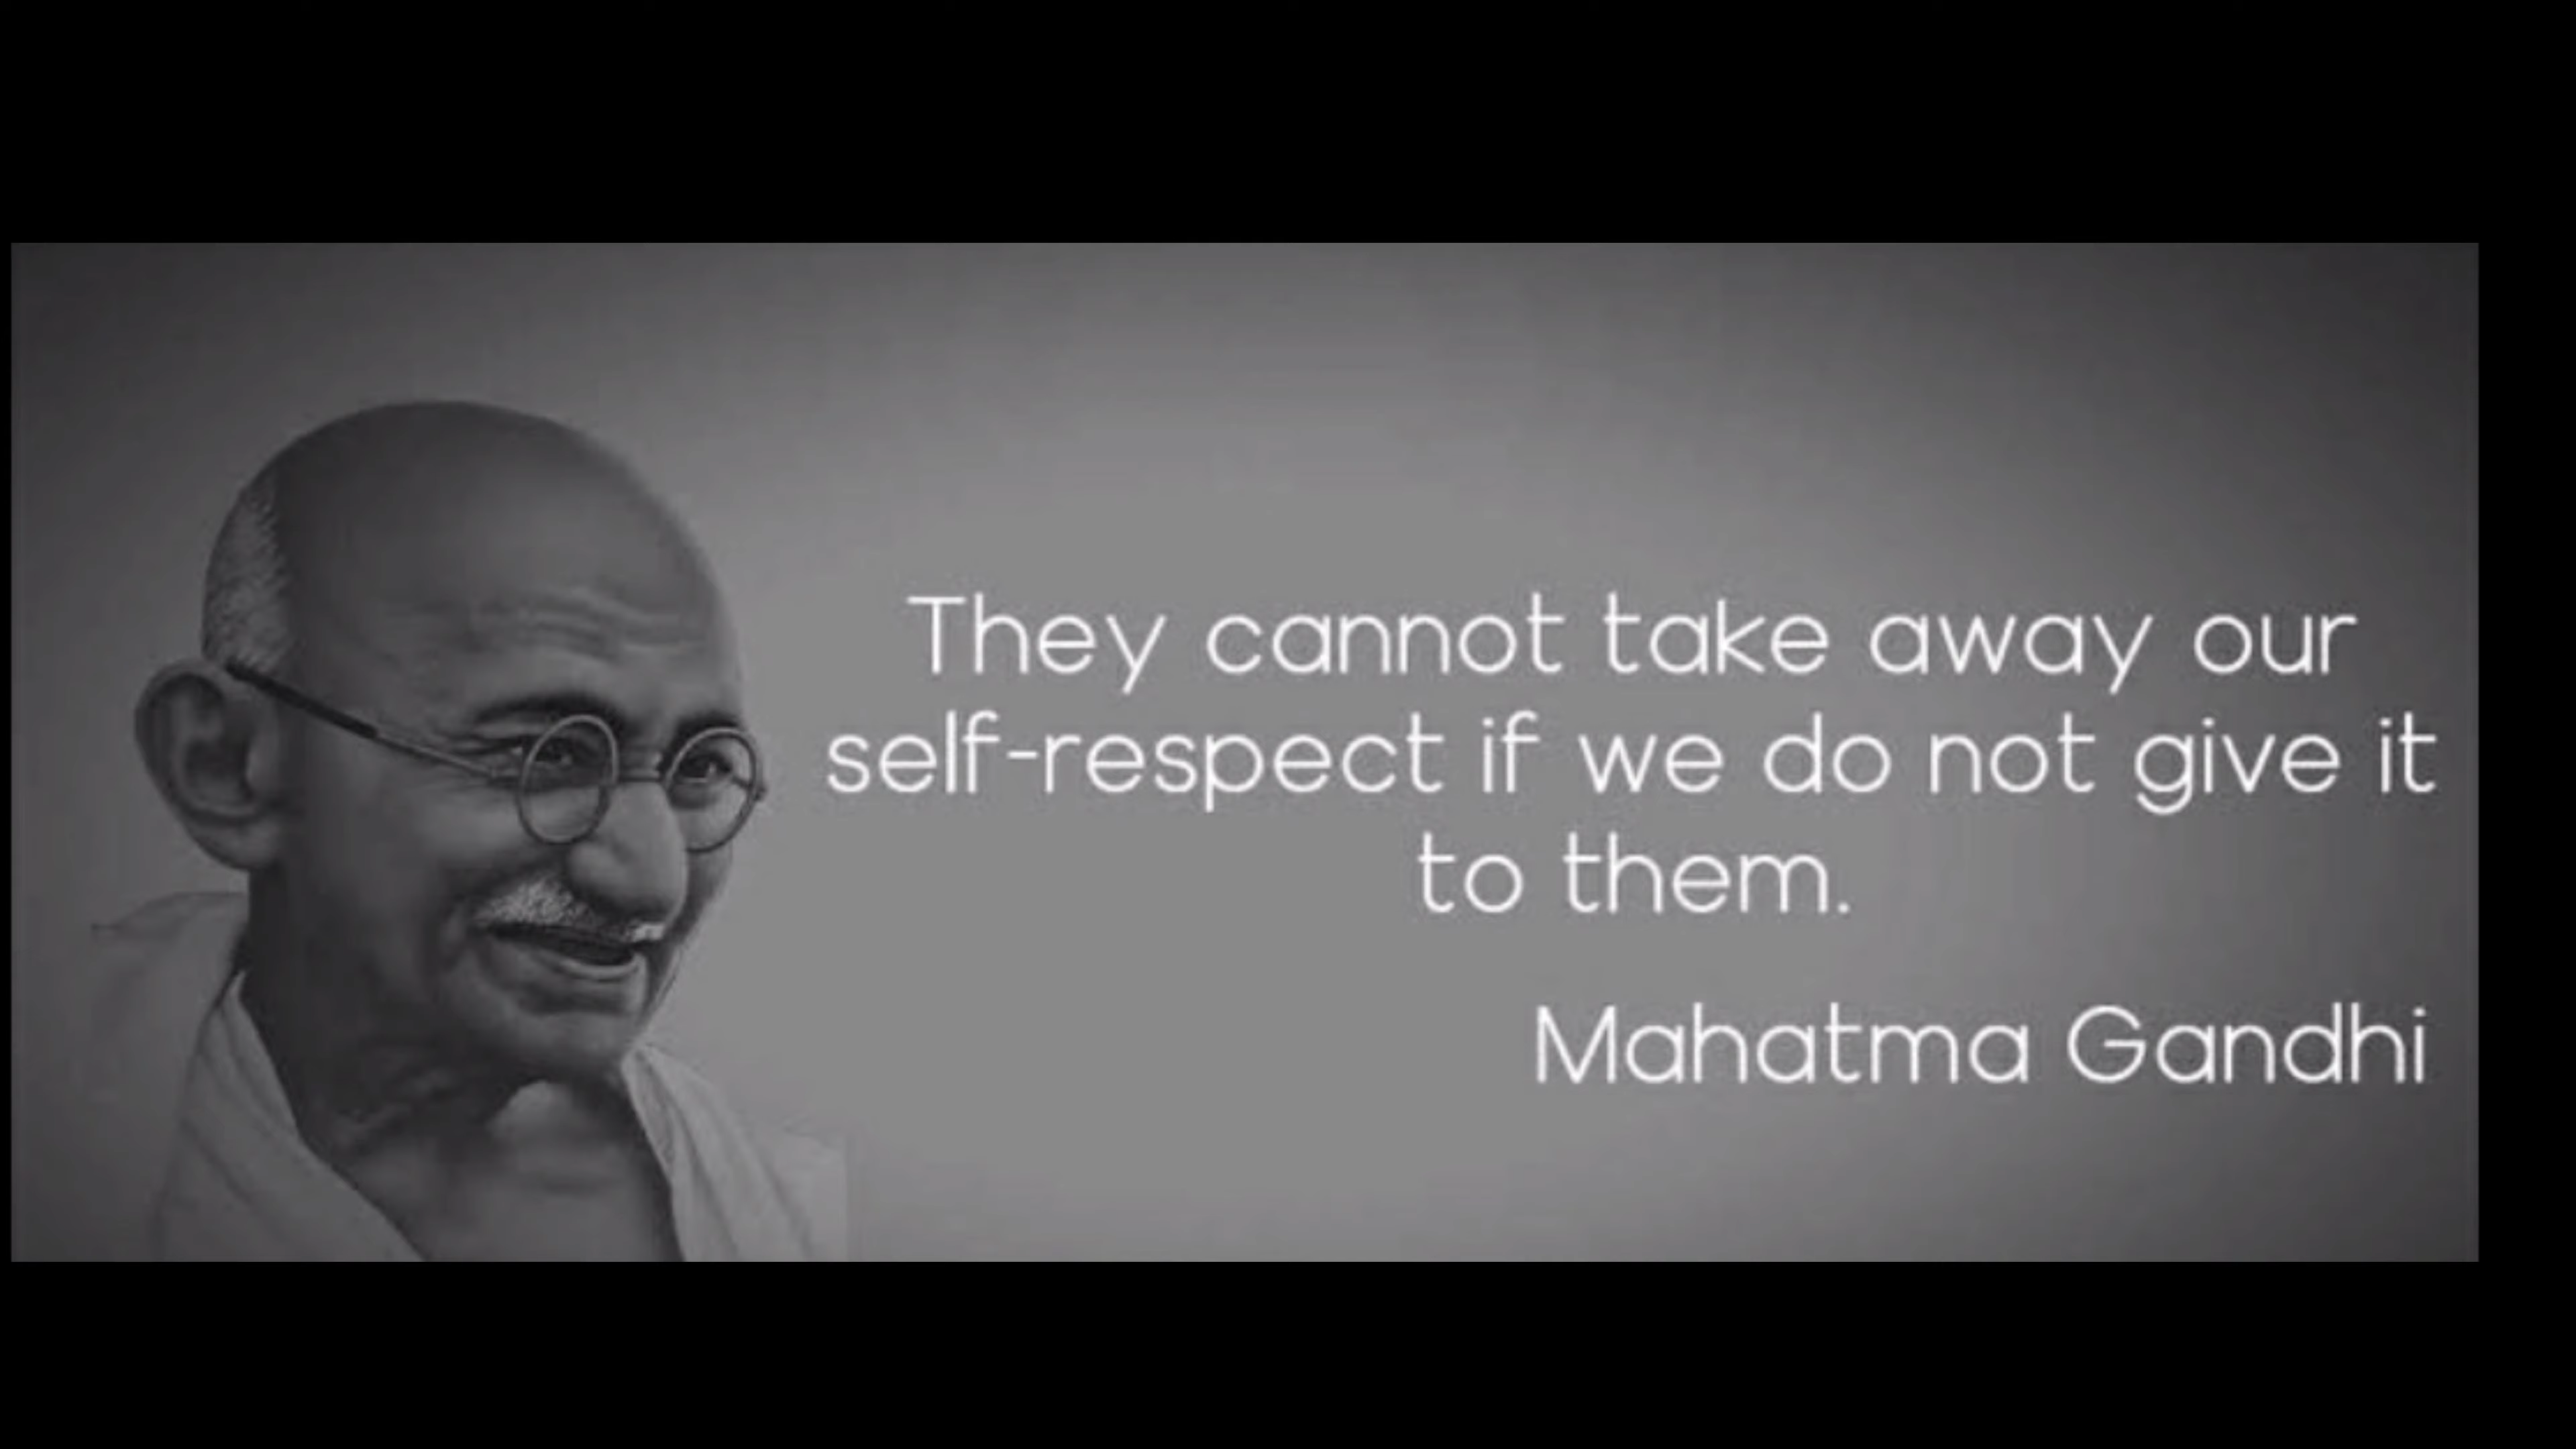 They cannot take away our
self-respect if we do not give it
to them.
Mahatma Gandhi